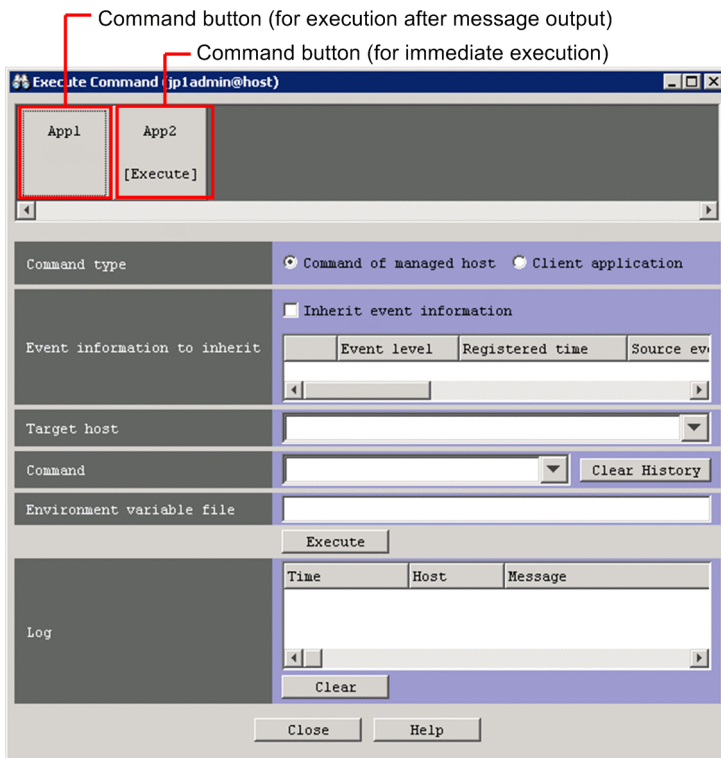 Command button (for execution after message output)
Command button (for immediate execution)
Execute Command (jp1admin@host)
App1
App2
[Execute]
Command type
Command of managed host
Client application
Event information to inherit
Inherit event information
Event level
Registered time
Source ev
Target host
Command
Clear History
Environment variable file
Execute
Log
Time
Host
Message
Clear
Close
Help